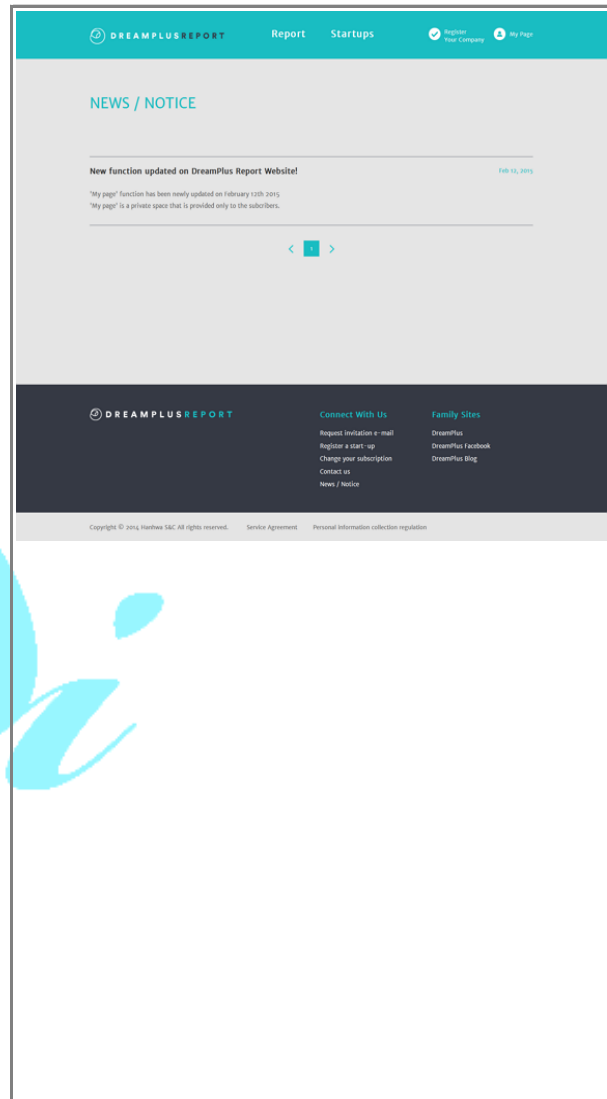 DREAMPLUSREPORT
Report Startups
Register
Your Company
My Page
NEWS / NOTICE
New function updated on DreamPlus Report Website!
Feb 12, 2015
'My page' function has been newly updated on February 12th 2015
'My page' is a private space that is provided only to the subcribers.
1
DREAMPLUSREPORT
Connect With Us
Request invitation e-mail
Register a start-up
Change your subscription
Contact us
News / Notice
Family Sites
DreamPlus
DreamPlus Facebook
DreamPlus Blog
Copyright © 2014 Hanhwa S&C All rights reserved. Service Agreement Personal information collection regulation